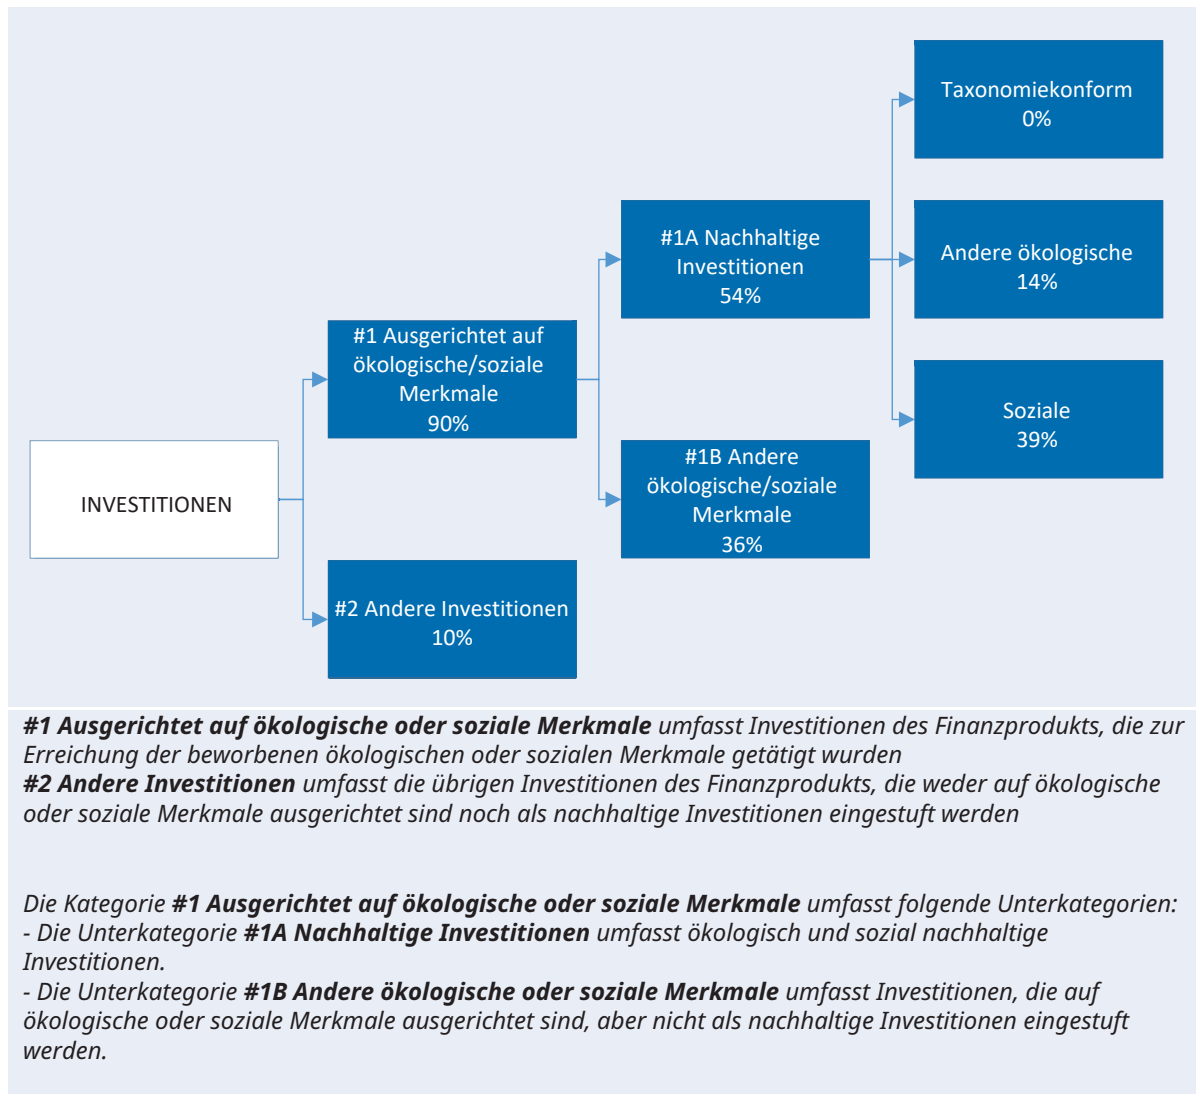 Taxonomiekonform
0%
#1A Nachhaltige
Investitionen
54%
Andere ökologische
14%
#1 Ausgerichtet auf
ökologische/soziale
Merkmale
90%
Soziale
39%
INVESTITIONEN
#1B Andere
ökologische/soziale
Merkmale
36%
#2 Andere Investitionen
10%
#1 Ausgerichtet auf ökologische oder soziale Merkmale umfasst Investitionen des Finanzprodukts, die zur
Erreichung der beworbenen ökologischen oder sozialen Merkmale getätigt wurden
#2 Andere Investitionen umfasst die übrigen Investitionen des Finanzprodukts, die weder auf ökologische
oder soziale Merkmale ausgerichtet sind noch als nachhaltige Investitionen eingestuft werden
Die Kategorie #1 Ausgerichtet auf ökologische oder soziale Merkmale umfasst folgende Unterkategorien:
- Die Unterkategorie #1A Nachhaltige Investitionen umfasst ökologisch und sozial nachhaltige
Investitionen.
- Die Unterkategorie #1B Andere ökologische oder soziale Merkmale umfasst Investitionen, die auf
ökologische oder soziale Merkmale ausgerichtet sind, aber nicht als nachhaltige Investitionen eingestuft
werden.